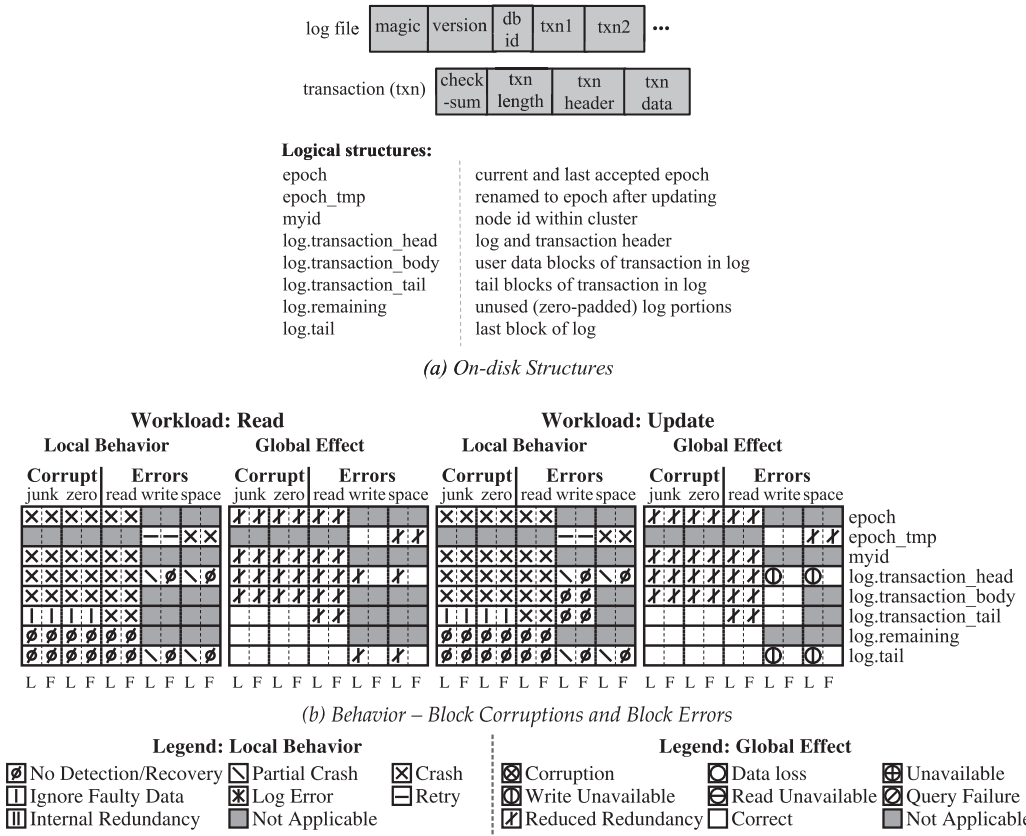 log file magic version db id txn1 txn2 ...
transaction (txn) check-sum txn length txn header txn data
Logical structures:
epoch current and last accepted epoch
epoch_tmp renamed to epoch after updating
myid node id within cluster
log.transaction_head log and transaction header
log.transaction_body user data blocks of transaction in log
log.transaction_tail tail blocks of transaction in log
log.remaining unused (zero-padded) log portions
log.tail last block of log
(a) On-disk Structures
Workload: Read Workload: Update
Local Behavior Global Effect Local Behavior Global Effect
Corrupt Errors Corrupt Errors Corrupt Errors Corrupt Errors
junk zero read write space junk zero read write space junk zero read write space junk zero read write space
epoch
epoch_tmp
myid
log.transaction_head
log.transaction_body
log.transaction_tail
log.remaining
log.tail
L F L F L F L F L F L F L F L F L F L F L F L F L F L F L F L F L F L F L F L F
(b) Behavior – Block Corruptions and Block Errors
Legend: Local Behavior Legend: Global Effect
No Detection/Recovery Partial Crash Crash Corruption Data loss Unavailable
Ignore Faulty Data Log Error Retry Write Unavailable Read Unavailable Query Failure
Internal Redundancy Not Applicable Reduced Redundancy Correct Not Applicable